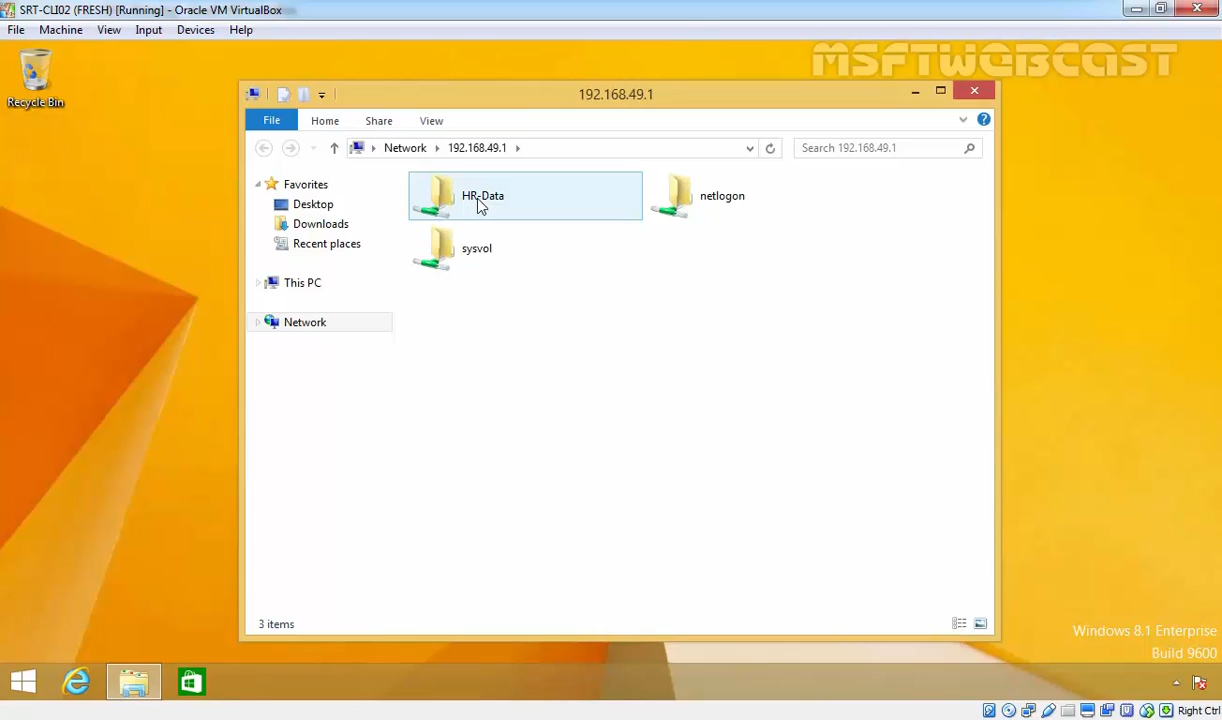 SRT-CLI02 (FRESH) [Running] - Oracle VM VirtualBox
File Machine View Input Devices Help
MSFTWEBCAST
Recycle Bin
192.168.49.1
File Home Share View
Network 192.168.49.1
Search 192.168.49.1
Favorites
Desktop
Downloads
Recent places
This PC
Network
HR-Data
netlogon
sysvol
3 items
Windows 8.1 Enterprise
Build 9600
Right Ctrl